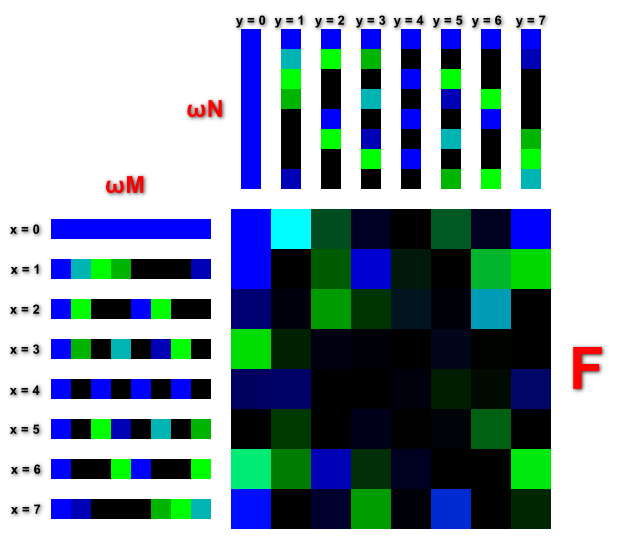 y = 0 y = 1 y = 2 y = 3 y = 4 y = 5 y = 6 y = 7
ωN
ωM
x = 0
x = 1
x = 2
x = 3
F
x = 4
x = 5
x = 6
x = 7